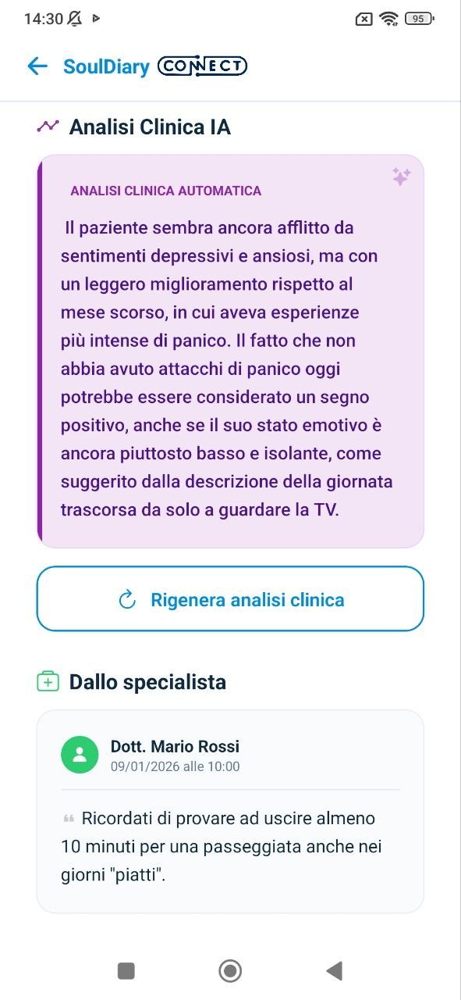 14:30
95
SoulDiary CONNECT
Analisi Clinica IA
ANALISI CLINICA AUTOMATICA
Il paziente sembra ancora afflitto da
sentimenti depressivi e ansiosi, ma con
un leggero miglioramento rispetto al
mese scorso, in cui aveva esperienze
più intense di panico. Il fatto che non
abbia avuto attacchi di panico oggi
potrebbe essere considerato un segno
positivo, anche se il suo stato emotivo è
ancora piuttosto basso e isolante, come
suggerito dalla descrizione della giornata
trascorsa da solo a guardare la TV.
Rigenera analisi clinica
Dallo specialista
Dott. Mario Rossi
09/01/2026 alle 10:00
“ Ricordati di provare ad uscire almeno
10 minuti per una passeggiata anche nei
giorni "piatti".